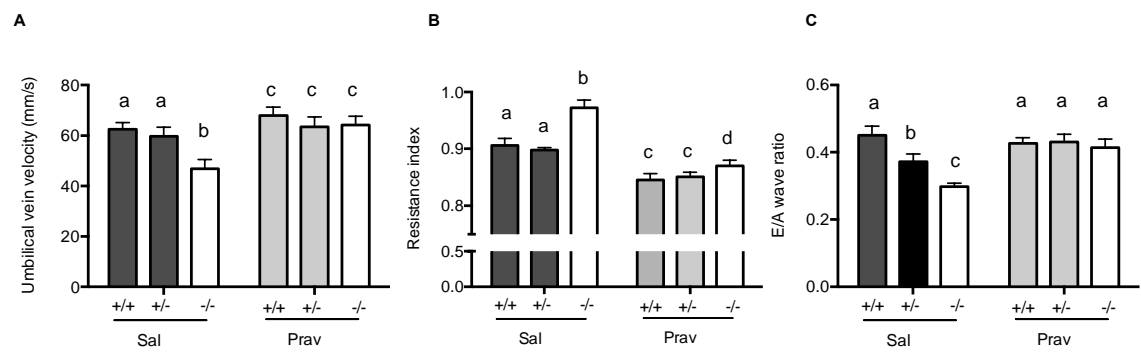 A
Umbilical vein velocity (mm/s)
80
60
40
20
0
a a b c c c
+/+ +/- -/- +/+ +/- -/-
Sal Prav
B
Resistance index
1.0
0.9
0.8
0.5
0.0
a a b c c d
+/+ +/- -/- +/+ +/- -/-
Sal Prav
C
E/A wave ratio
0.6
0.4
0.2
0.0
a b c a a a
+/+ +/- -/- +/+ +/- -/-
Sal Prav